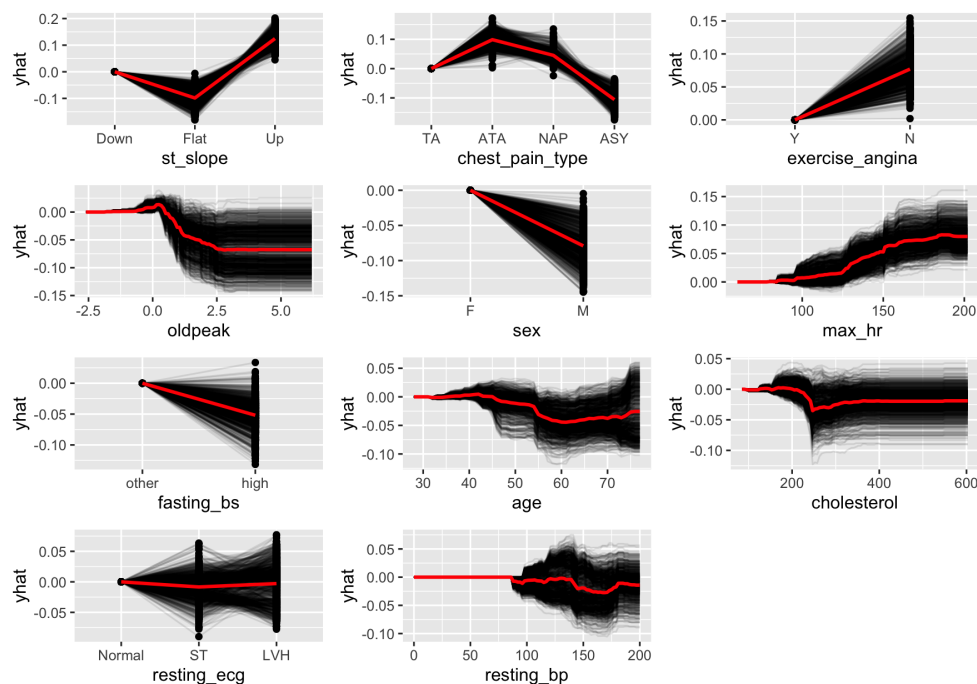 0.2
0.1
0.0
-0.1
yhat
Down
Flat
Up
st_slope
0.1
0.0
-0.1
yhat
TA
ATA
NAP
ASY
chest_pain_type
0.15
0.10
0.05
0.00
yhat
Y
N
exercise_angina
0.00
-0.05
-0.10
-0.15
yhat
-2.5
0.0
2.5
5.0
oldpeak
0.00
-0.05
-0.10
-0.15
yhat
F
M
sex
0.15
0.10
0.05
0.00
yhat
100
150
200
max_hr
0.00
-0.05
-0.10
yhat
other
high
fasting_bs
0.05
0.00
-0.05
-0.10
yhat
30
40
50
60
70
age
0.05
0.00
-0.05
-0.10
yhat
200
400
600
cholesterol
0.05
0.00
-0.05
yhat
Normal
ST
LVH
resting_ecg
0.05
0.00
-0.05
-0.10
yhat
0
50
100
150
200
resting_bp